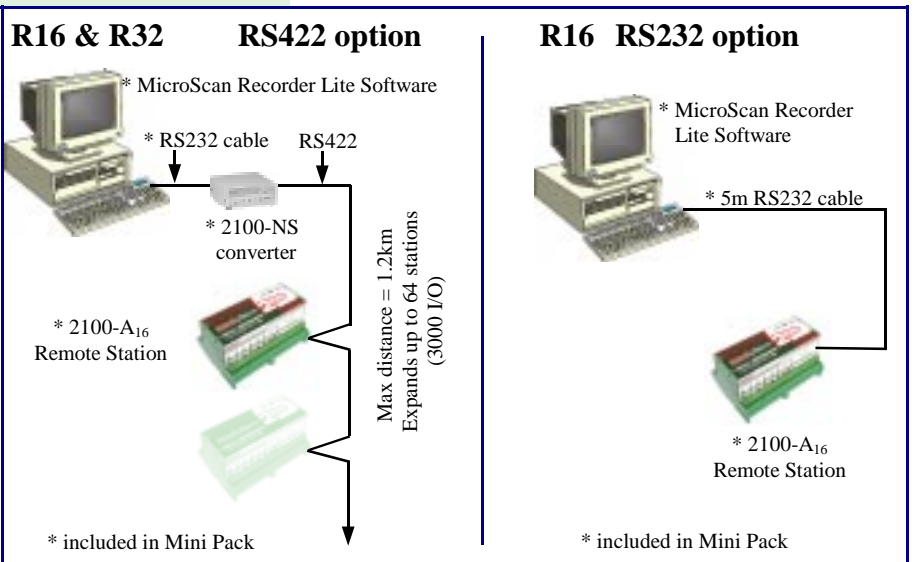 R16 & R32 RS422 option
* MicroScan Recorder Lite Software
* RS232 cable
RS422
* 2100-NS
converter
* 2100-A₁₆
Remote Station
Max distance = 1.2km
Expands up to 64 stations
(3000 I/O)
* included in Mini Pack
R16 RS232 option
* MicroScan Recorder
Lite Software
* 5m RS232 cable
* 2100-A₁₆
Remote Station
* included in Mini Pack